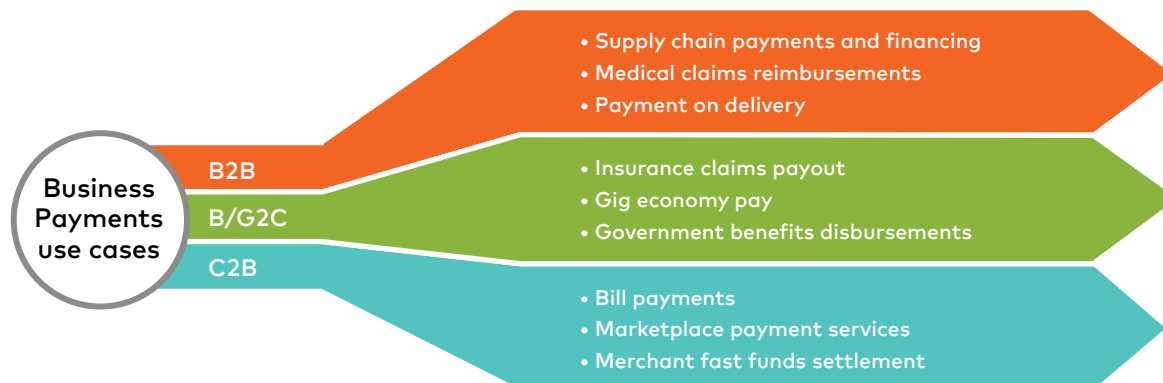 Business
Payments
use cases
B2B
• Supply chain payments and financing
• Medical claims reimbursements
• Payment on delivery
B/G2C
• Insurance claims payout
• Gig economy pay
• Government benefits disbursements
C2B
• Bill payments
• Marketplace payment services
• Merchant fast funds settlement